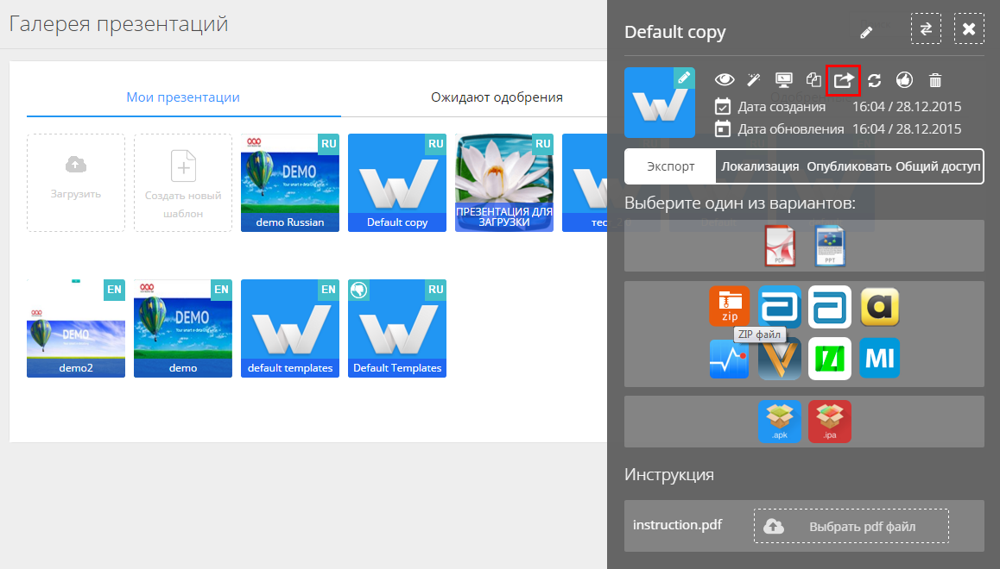 Галерея презентаций
Мои презентации
Ожидают одобрения
Загрузить
Создать новый
шаблон
RU
DEMO
demo Russian
RU
Default copy
RU
ПРЕЗЕНТАЦИЯ ДЛЯ
ЗАГРУЗКИ
тест_2
EN
DEMO
demo2
EN
DEMO
demo
EN
default templates
RU
Default Templates
Default copy
Дата создания 16:04 / 28.12.2015
Дата обновления 16:04 / 28.12.2015
Экспорт
Локализация
Опубликовать
Общий доступ
Выберите один из вариантов:
PDF
PPT
zip
ZIP файл
MI
.apk
.ipa
Инструкция
instruction.pdf
Выбрать pdf файл